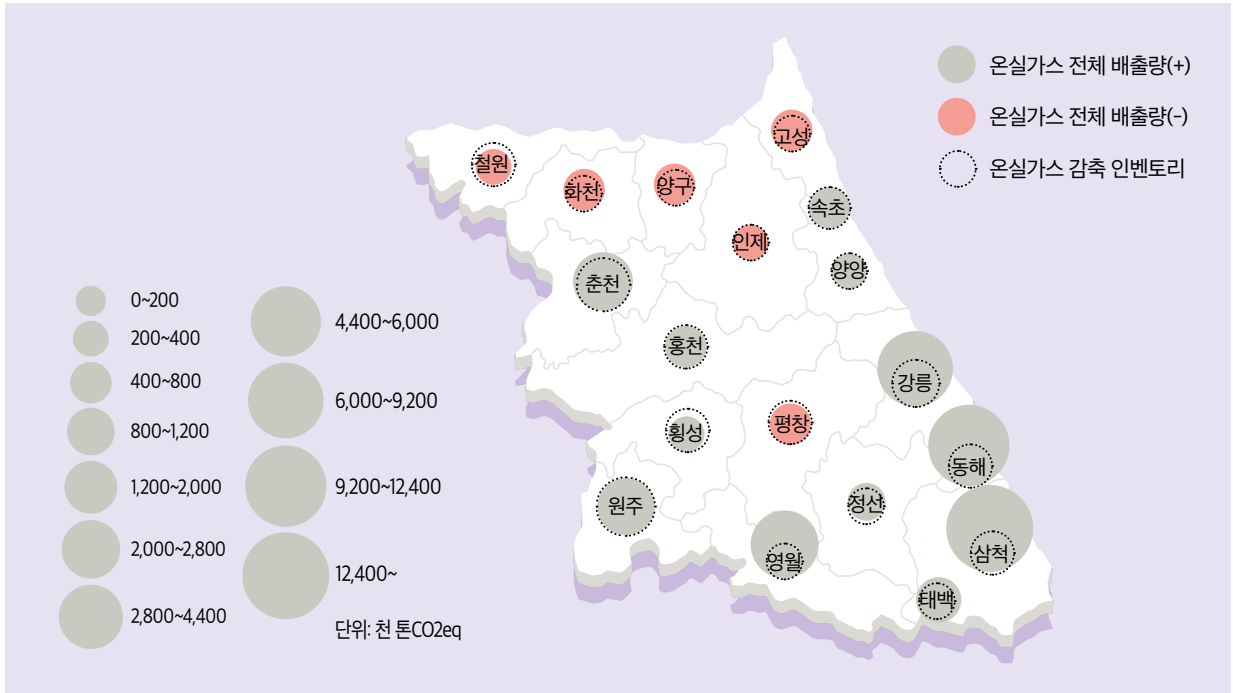 온실가스 전체 배출량(+)
온실가스 전체 배출량(-)
온실가스 감축 인벤토리
고성
철원
화천
양구
속초
인제
양양
춘천
홍천
강릉
평창
횡성
동해
원주
정선
삼척
영월
태백
0~200
200~400
400~800
800~1,200
1,200~2,000
2,000~2,800
2,800~4,400
4,400~6,000
6,000~9,200
9,200~12,400
12,400~
단위: 천 톤CO2eq